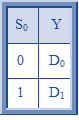 S₀ Y
0 D₀
1 D₁